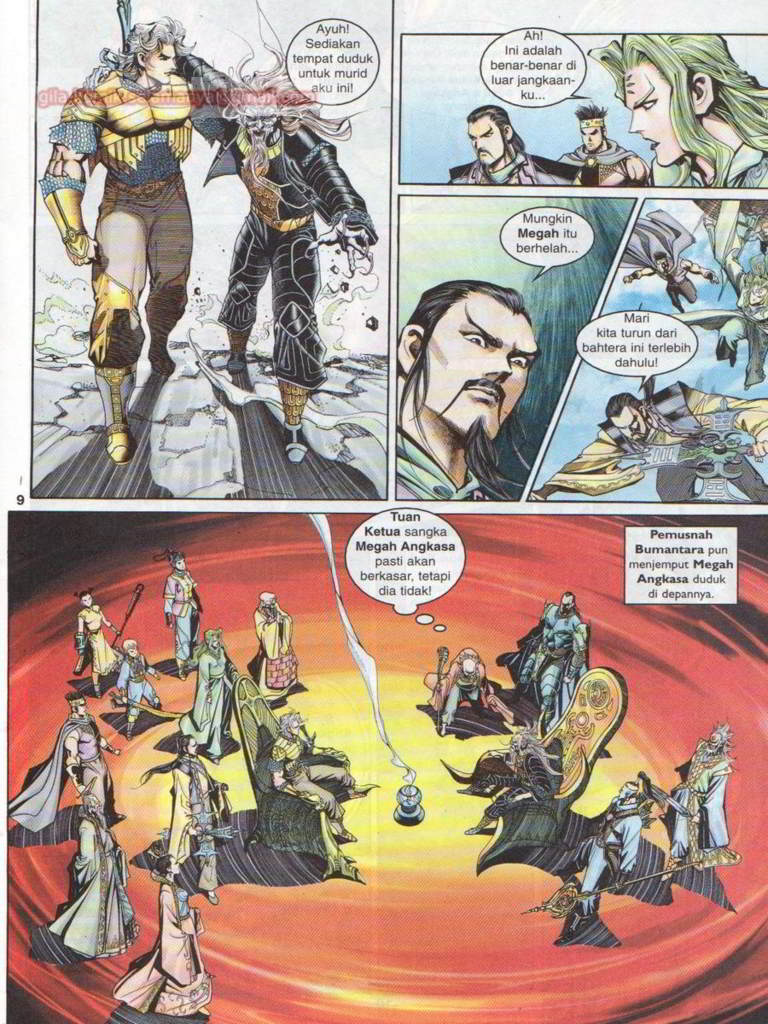 Ayuh!
Sediakan
tempat duduk
untuk murid
aku ini!
Ah!
Ini adalah
benar-benar di
luar jangkaan-
ku...
Mungkin
Megah itu
berhelah...
Mari
kita turun dari
bahtera ini terlebih
dahulu!
9
Tuan
Ketua sangka
Megah Angkasa
pasti akan
berkasar, tetapi
dia tidak!
Pemusnah
Bumantara pun
menjemput Megah
Angkasa duduk
di depannya.